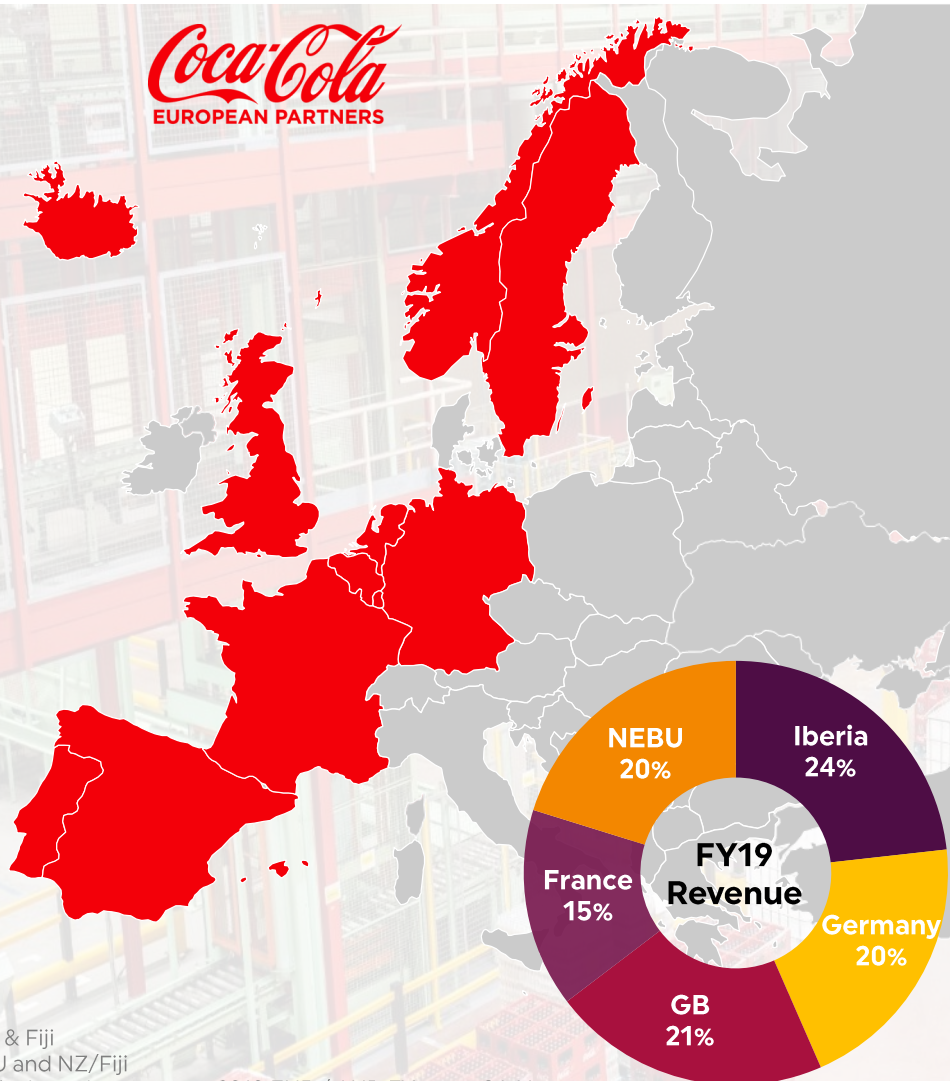 Coca-Cola
EUROPEAN PARTNERS
NEBU
20%
Iberia
24%
FY19
Revenue
France
15%
Germany
20%
GB
21%
& Fiji
and NZ/Fiji